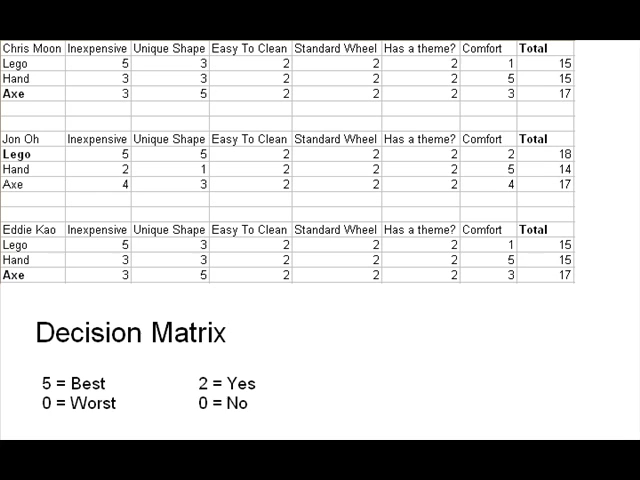 Chris Moon Inexpensive Unique Shape Easy To Clean Standard Wheel Has a theme? Comfort Total
Lego 5 3 2 2 2 1 15
Hand 3 3 2 2 2 5 15
Axe 3 5 2 2 2 3 17
Jon Oh Inexpensive Unique Shape Easy To Clean Standard Wheel Has a theme? Comfort Total
Lego 5 5 2 2 2 2 18
Hand 2 1 2 2 2 5 14
Axe 4 3 2 2 2 4 17
Eddie Kao Inexpensive Unique Shape Easy To Clean Standard Wheel Has a theme? Comfort Total
Lego 5 3 2 2 2 1 15
Hand 3 3 2 2 2 5 15
Axe 3 5 2 2 2 3 17
Decision Matrix
5 = Best 2 = Yes
0 = Worst 0 = No